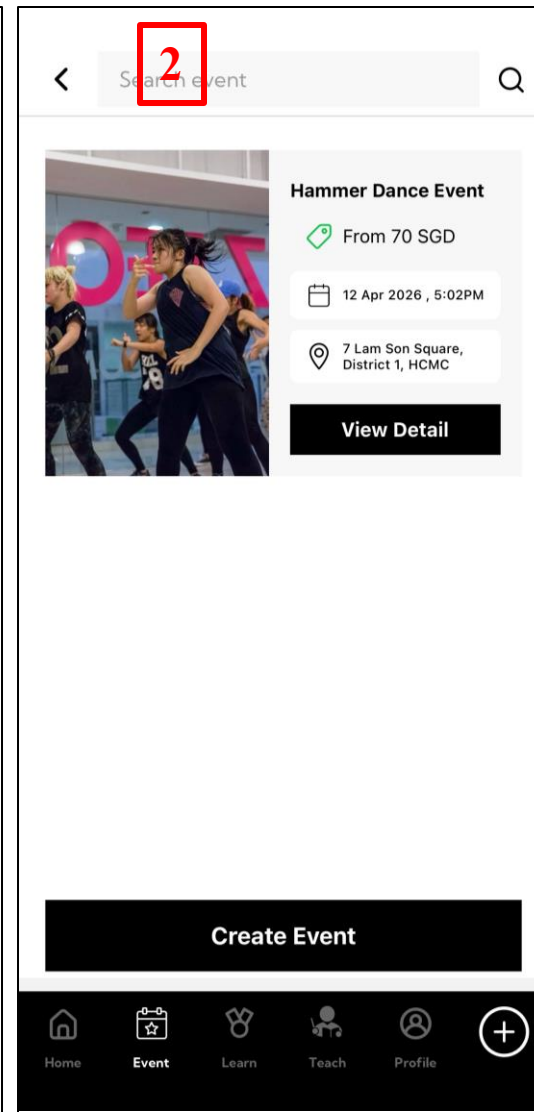 2
Search event
Hammer Dance Event
From 70 SGD
12 Apr 2026 , 5:02PM
7 Lam Son Square,
District 1, HCMC
View Detail
Create Event
Home
Event
Learn
Teach
Profile